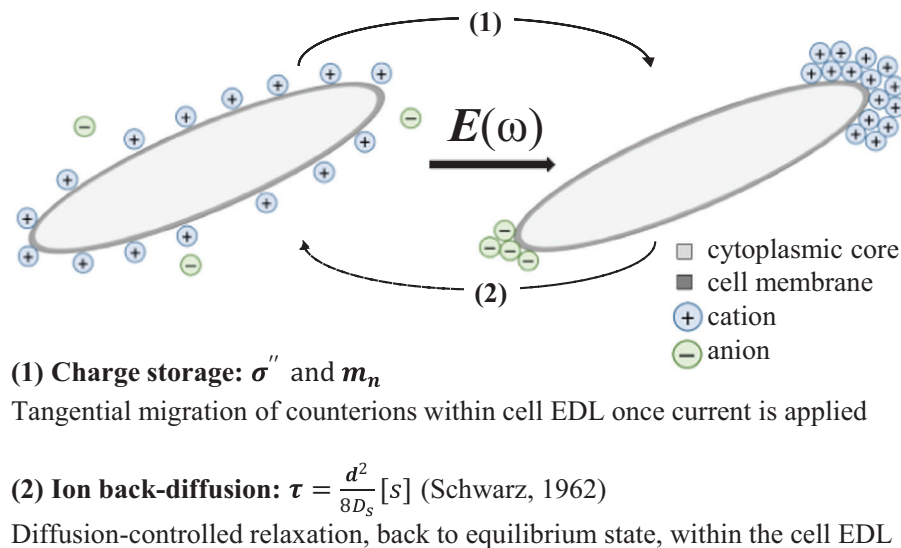 (1)
E(ω)
(2)
cytoplasmic core
cell membrane
+ cation
− anion
(1) Charge storage: σ″ and mₙ
Tangential migration of counterions within cell EDL once current is applied
(2) Ion back-diffusion: τ = d²/8Dₛ [s] (Schwarz, 1962)
Diffusion-controlled relaxation, back to equilibrium state, within the cell EDL